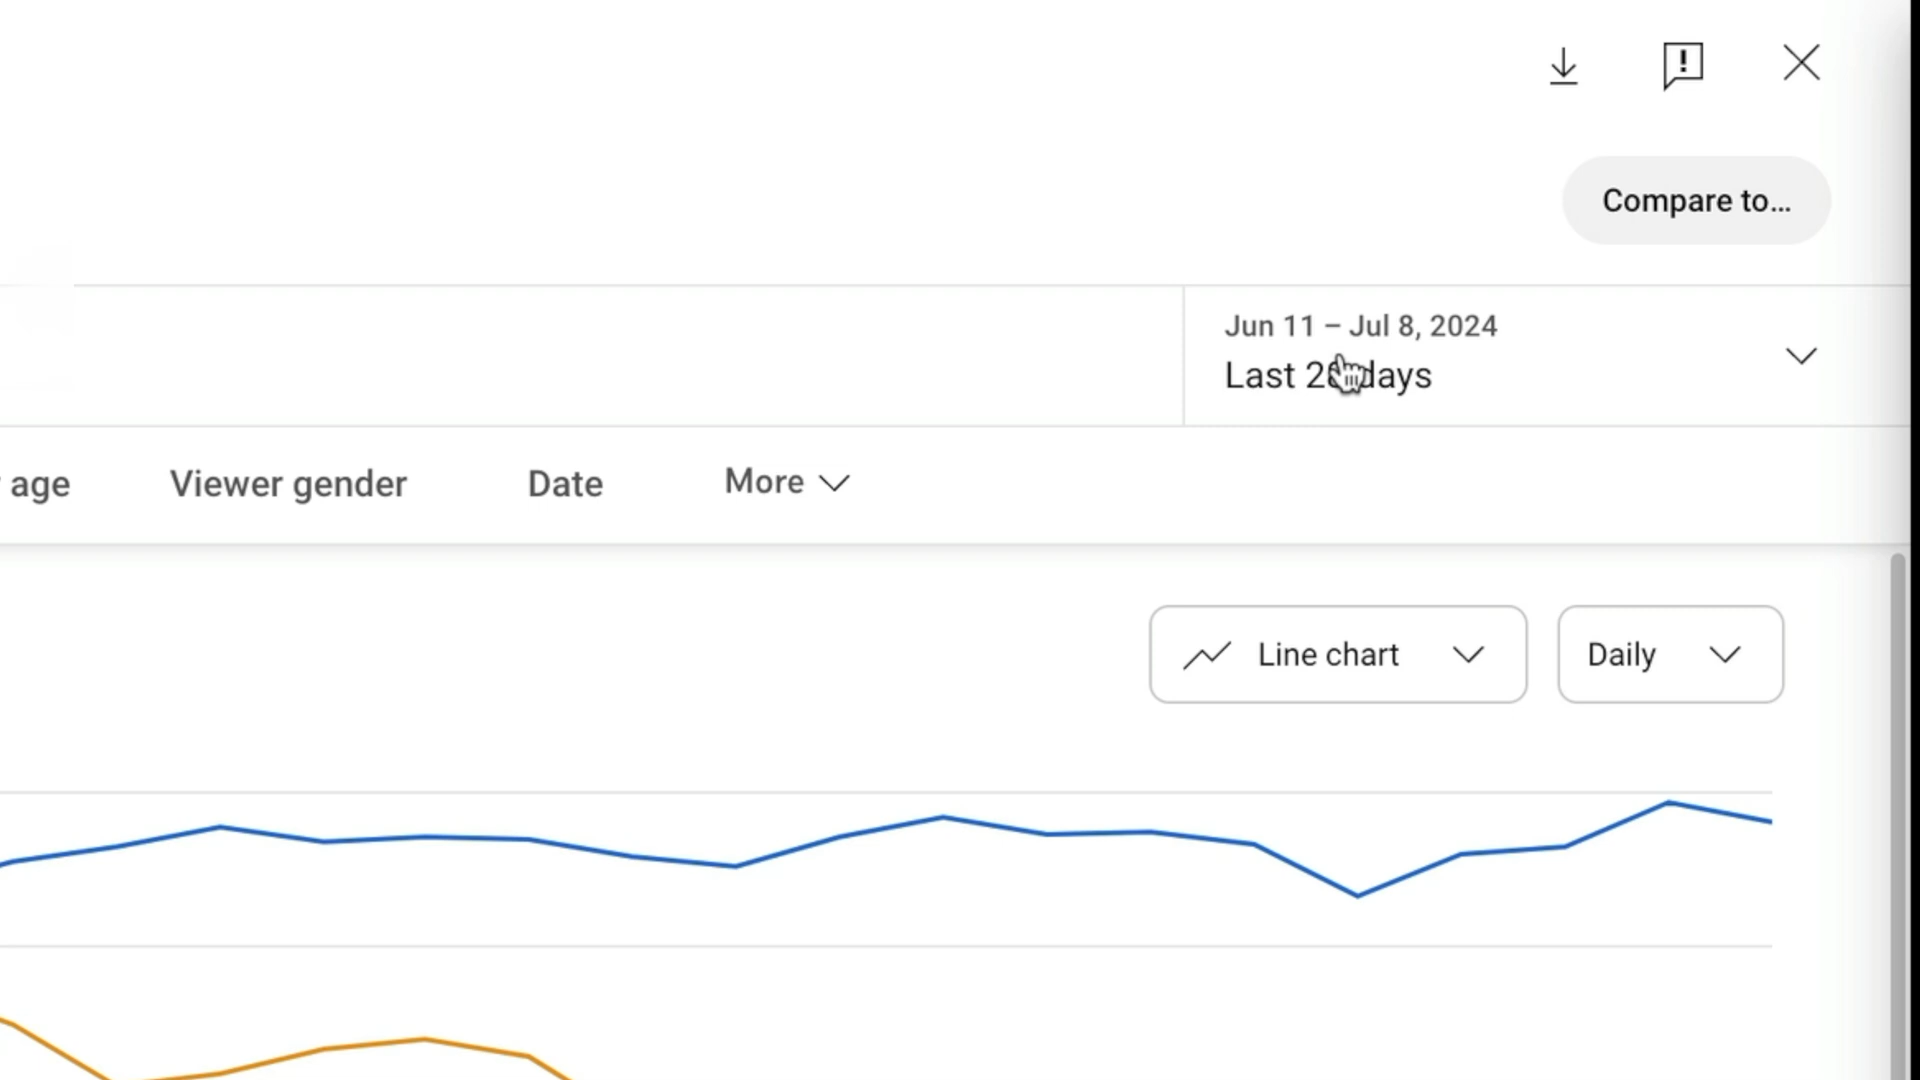 Compare to...
Jun 11 – Jul 8, 2024
Last 28 days
age
Viewer gender
Date
More
Line chart
Daily